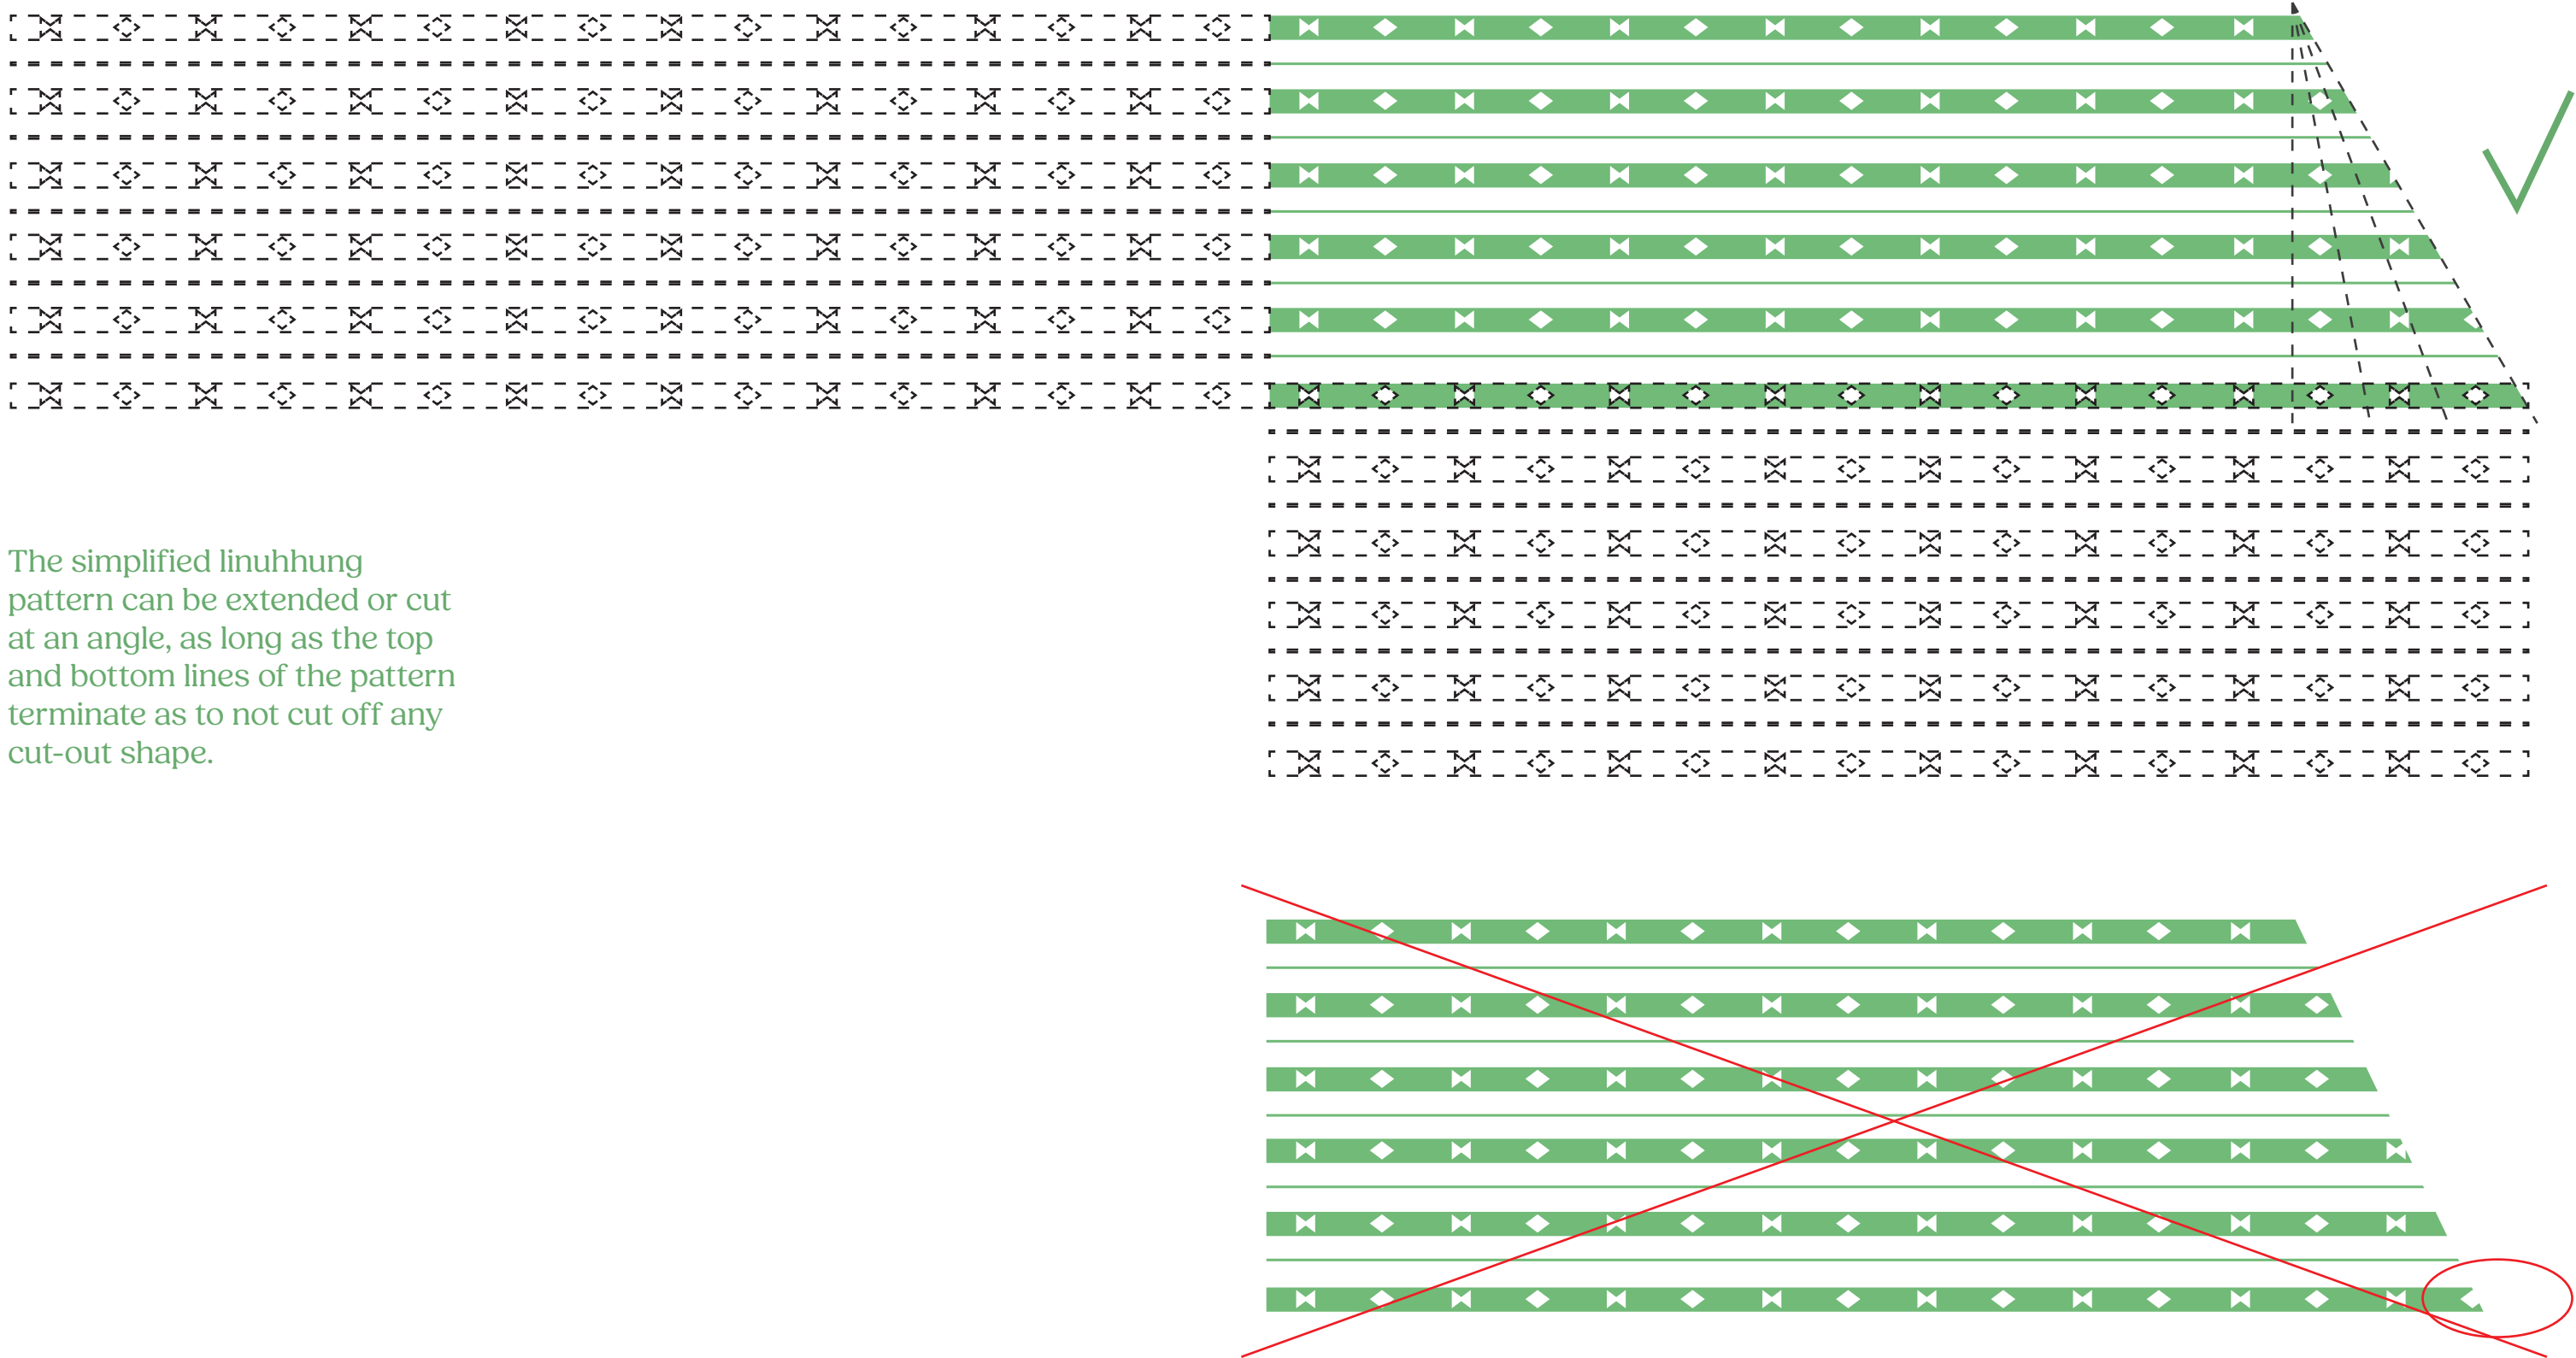 The simplified linuhhung
pattern can be extended or cut
at an angle, as long as the top
and bottom lines of the pattern
terminate as to not cut off any
cut-out shape.